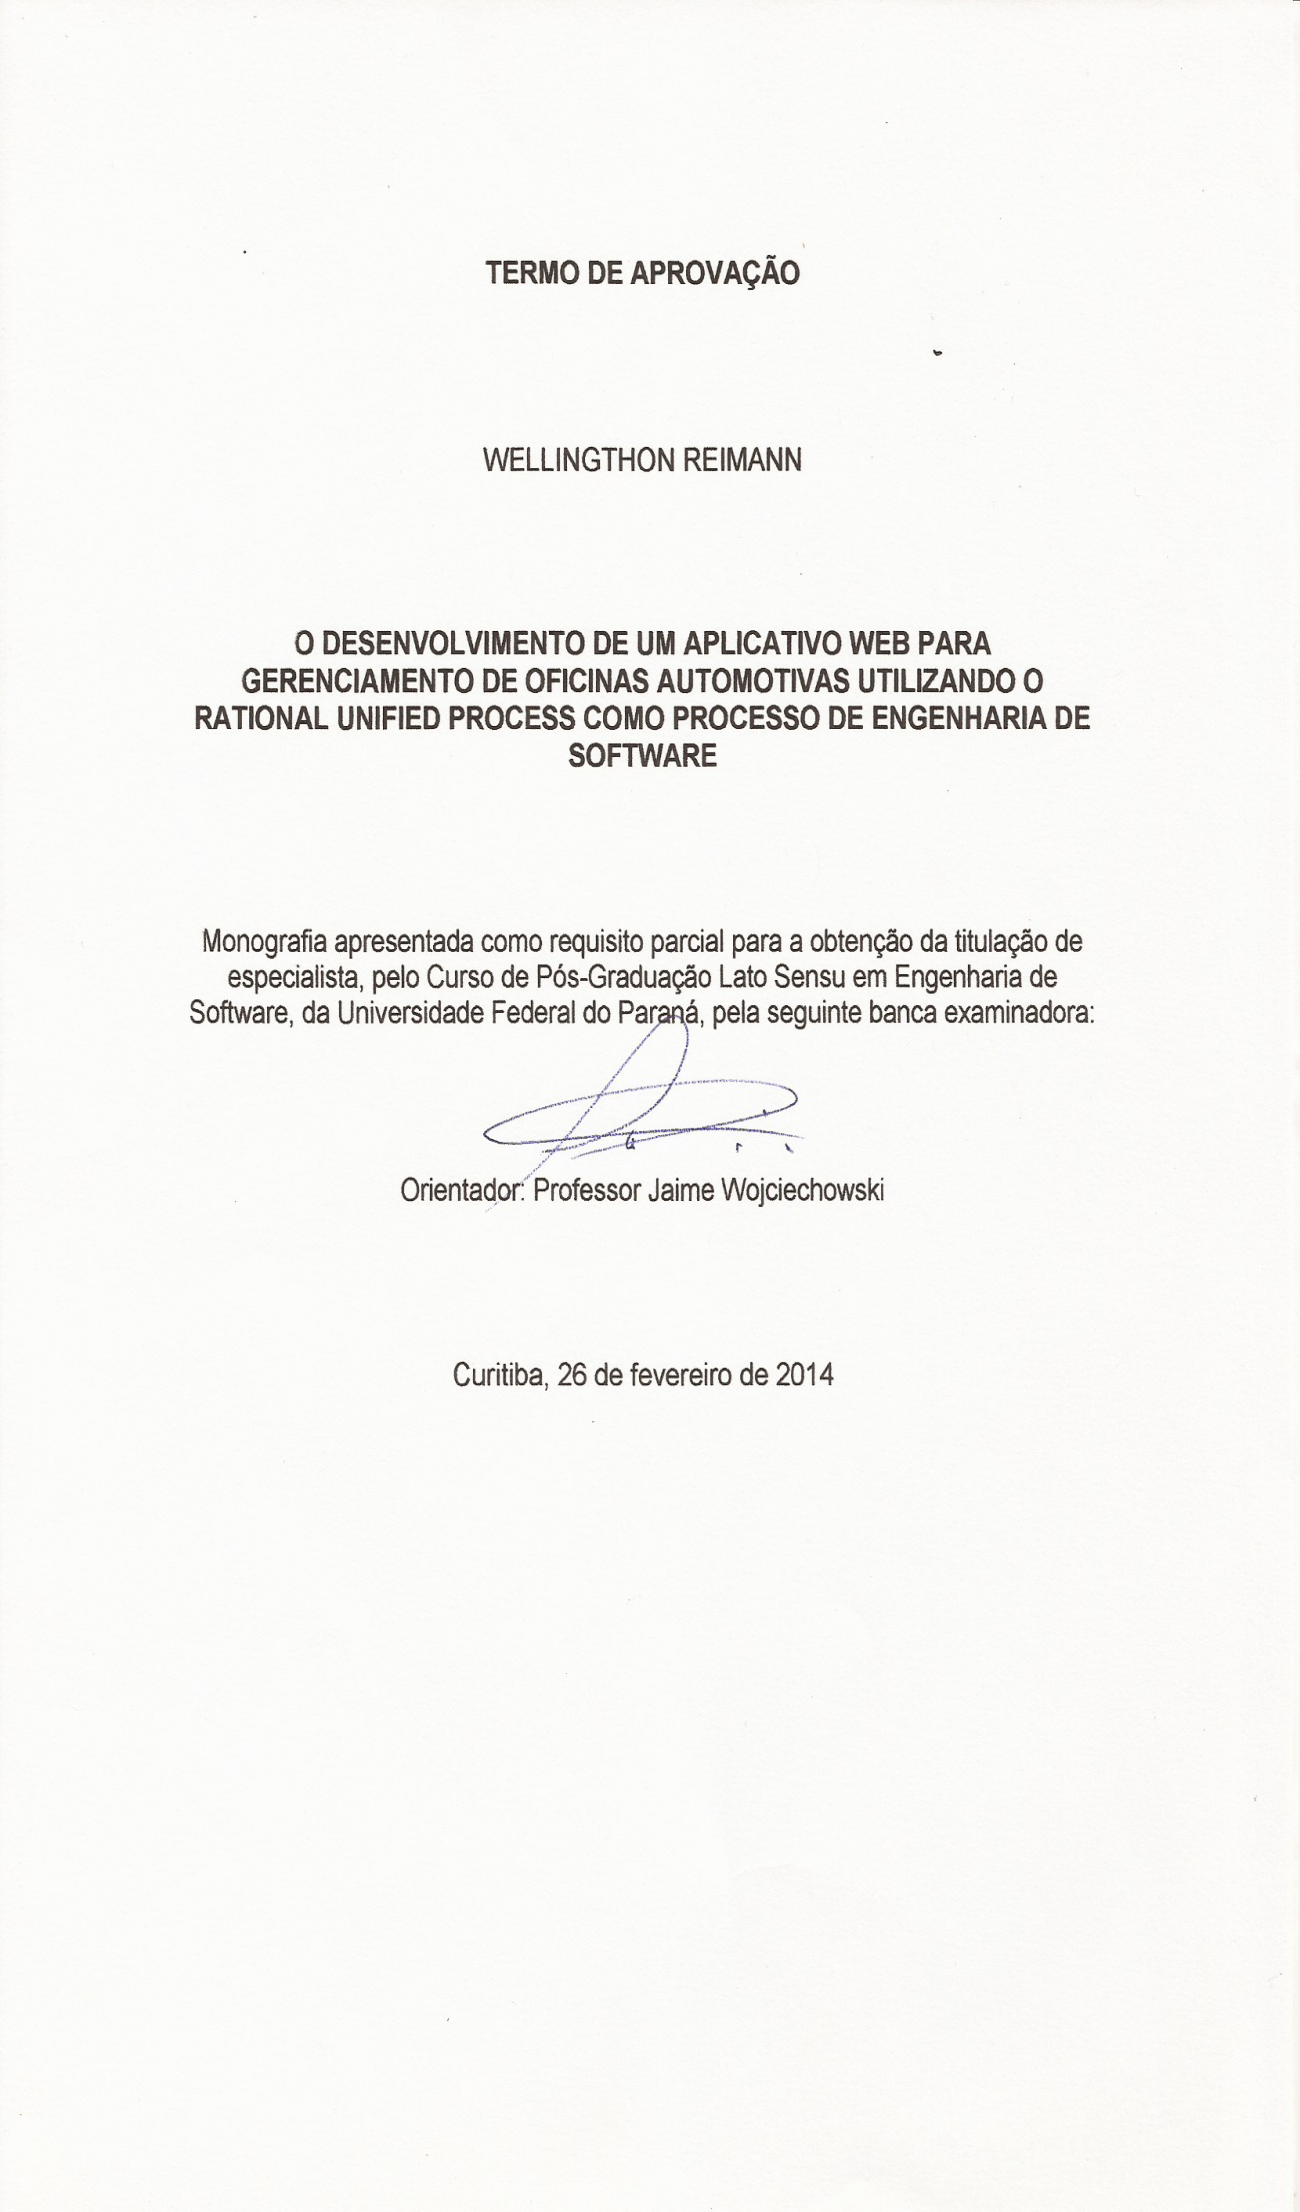 TERMO DE APROVAÇÃO
WELLINGTHON REIMANN
O DESENVOLVIMENTO DE UM APLICATIVO WEB PARA
GERENCIAMENTO DE OFICINAS AUTOMOTIVAS UTILIZANDO O
RATIONAL UNIFIED PROCESS COMO PROCESSO DE ENGENHARIA DE
SOFTWARE
Monografia apresentada como requisito parcial para a obtenção da titulação de
especialista, pelo Curso de Pós-Graduação Lato Sensu em Engenharia de
Software, da Universidade Federal do Paraná, pela seguinte banca examinadora:
Orientador: Professor Jaime Wojciechowski
Curitiba, 26 de fevereiro de 2014